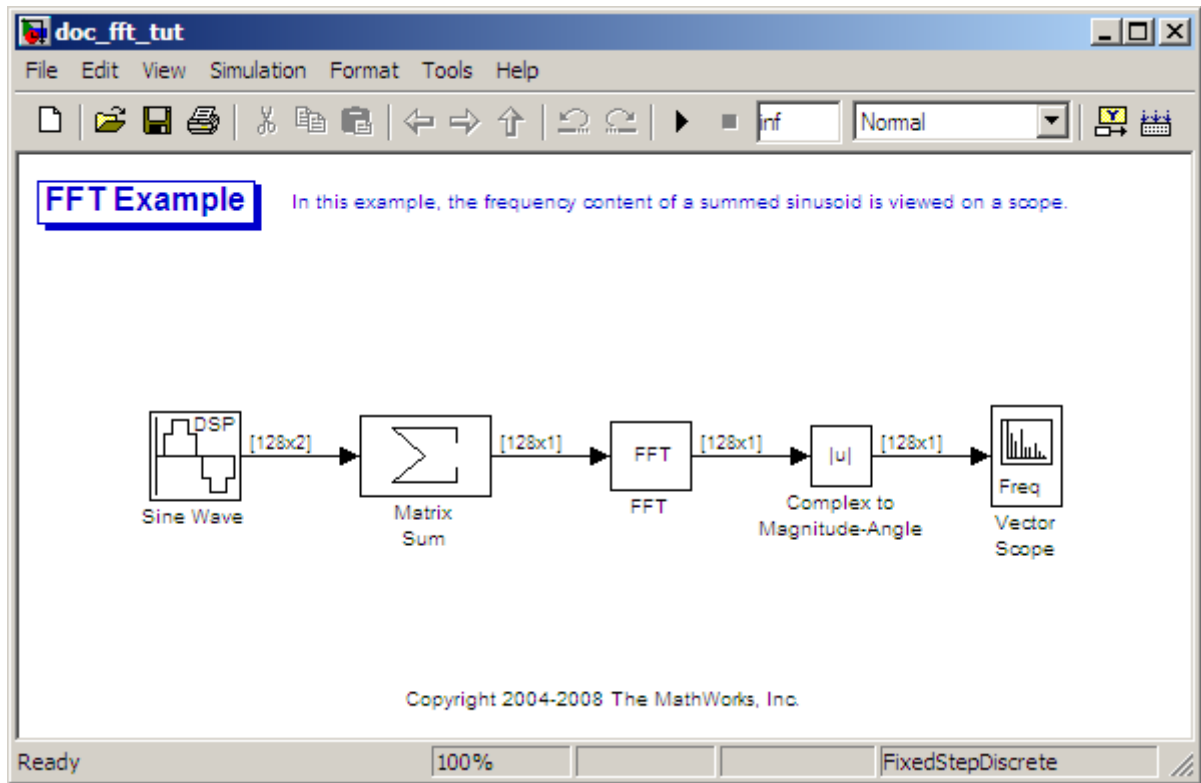 doc_fft_tut
File Edit View Simulation Format Tools Help
inf Normal
FFT Example
In this example, the frequency content of a summed sinusoid is viewed on a scope.
DSP
[128x2]
[128x1]
FFT
[128x1]
|u|
[128x1]
Freq
Sine Wave
Matrix
Sum
FFT
Complex to
Magnitude-Angle
Vector
Scope
Copyright 2004-2008 The MathWorks, Inc.
Ready 100% FixedStepDiscrete